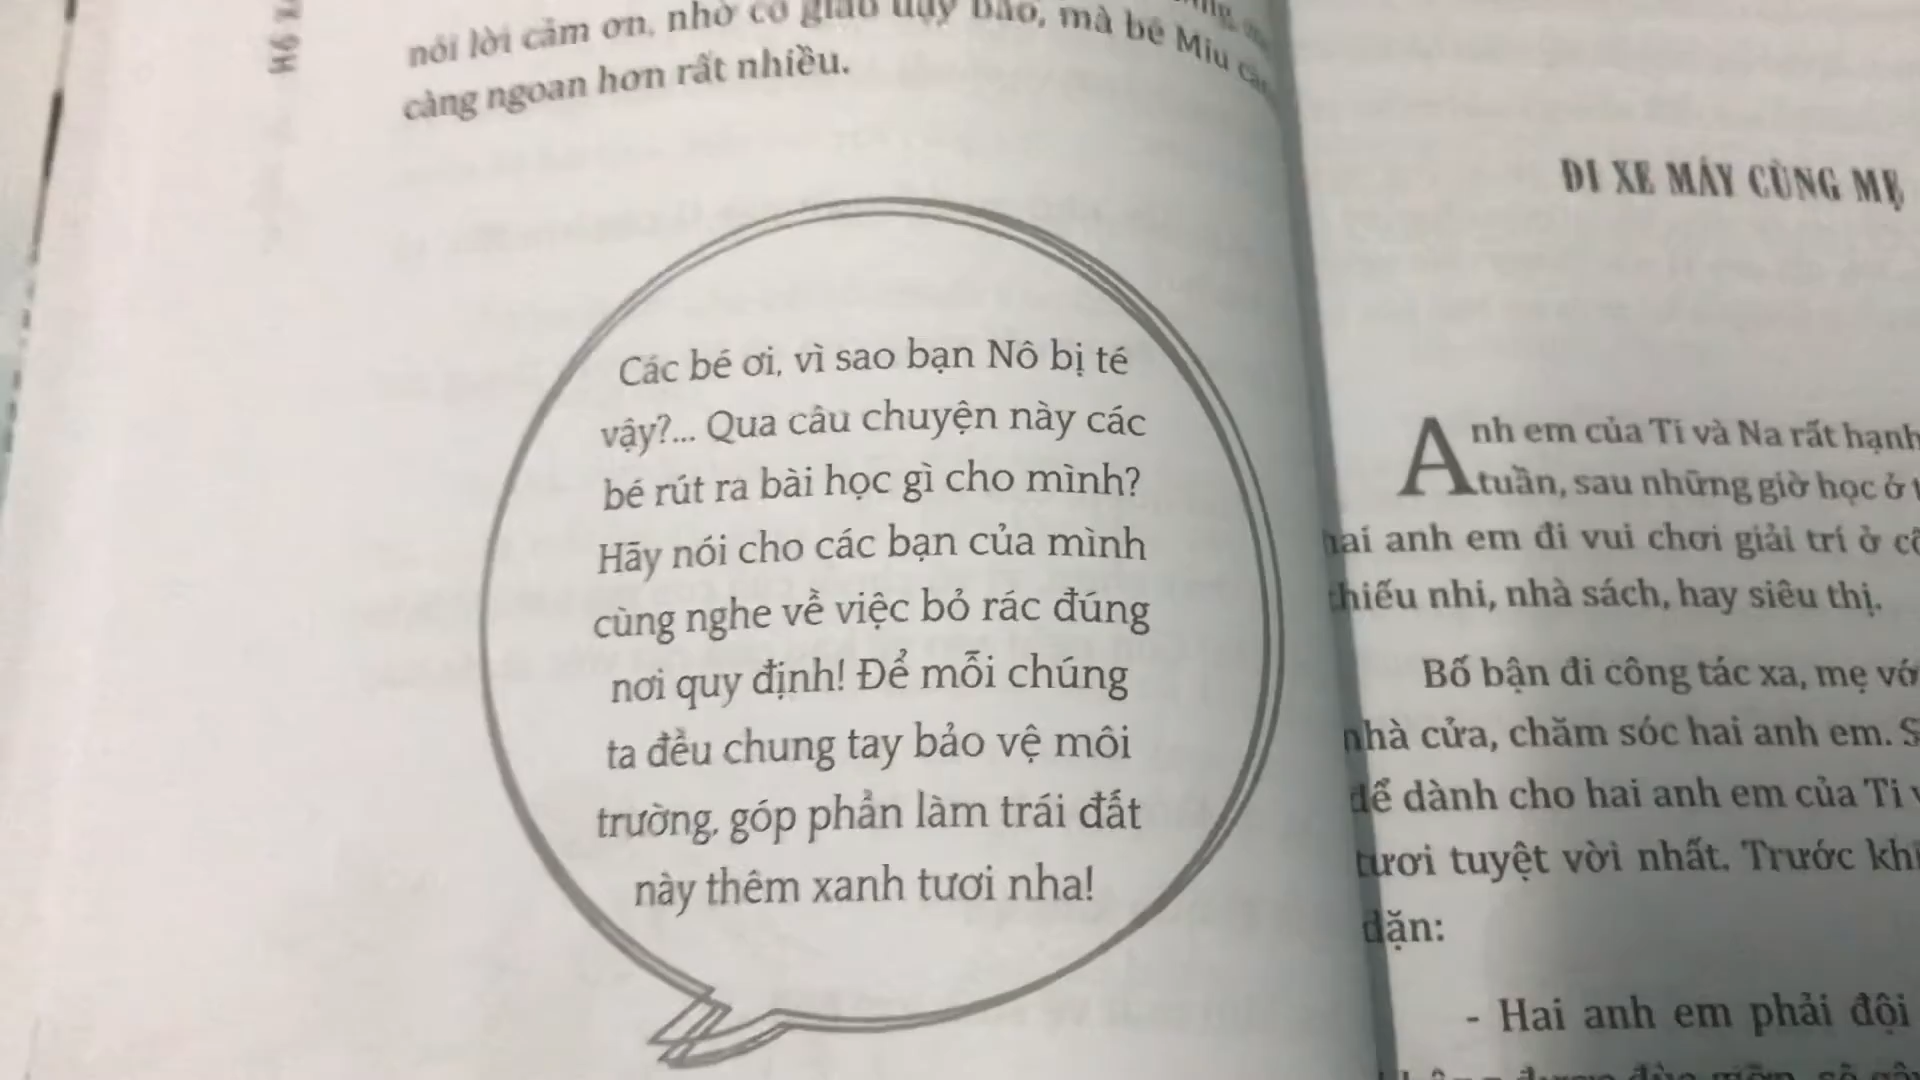 nói lời cảm ơn, nhờ cô giáo dạy bảo, mà bé Miu càng
càng ngoan hơn rất nhiều.
Các bé ơi, vì sao bạn Nô bị té
vậy?... Qua câu chuyện này các
bé rút ra bài học gì cho mình?
Hãy nói cho các bạn của mình
cùng nghe về việc bỏ rác đúng
nơi quy định! Để mỗi chúng
ta đều chung tay bảo vệ môi
trường, góp phần làm trái đất
này thêm xanh tươi nha!
ĐI XE MÁY CÙNG MẸ
Anh em của Ti và Na rất hạnh
tuần, sau những giờ học ở
hai anh em đi vui chơi giải trí ở
thiếu nhi, nhà sách, hay siêu thị.
Bố bận đi công tác xa, mẹ
nhà cửa, chăm sóc hai anh em.
để dành cho hai anh em của Ti
tươi tuyệt vời nhất. Trước khi
dặn:
- Hai anh em phải đội